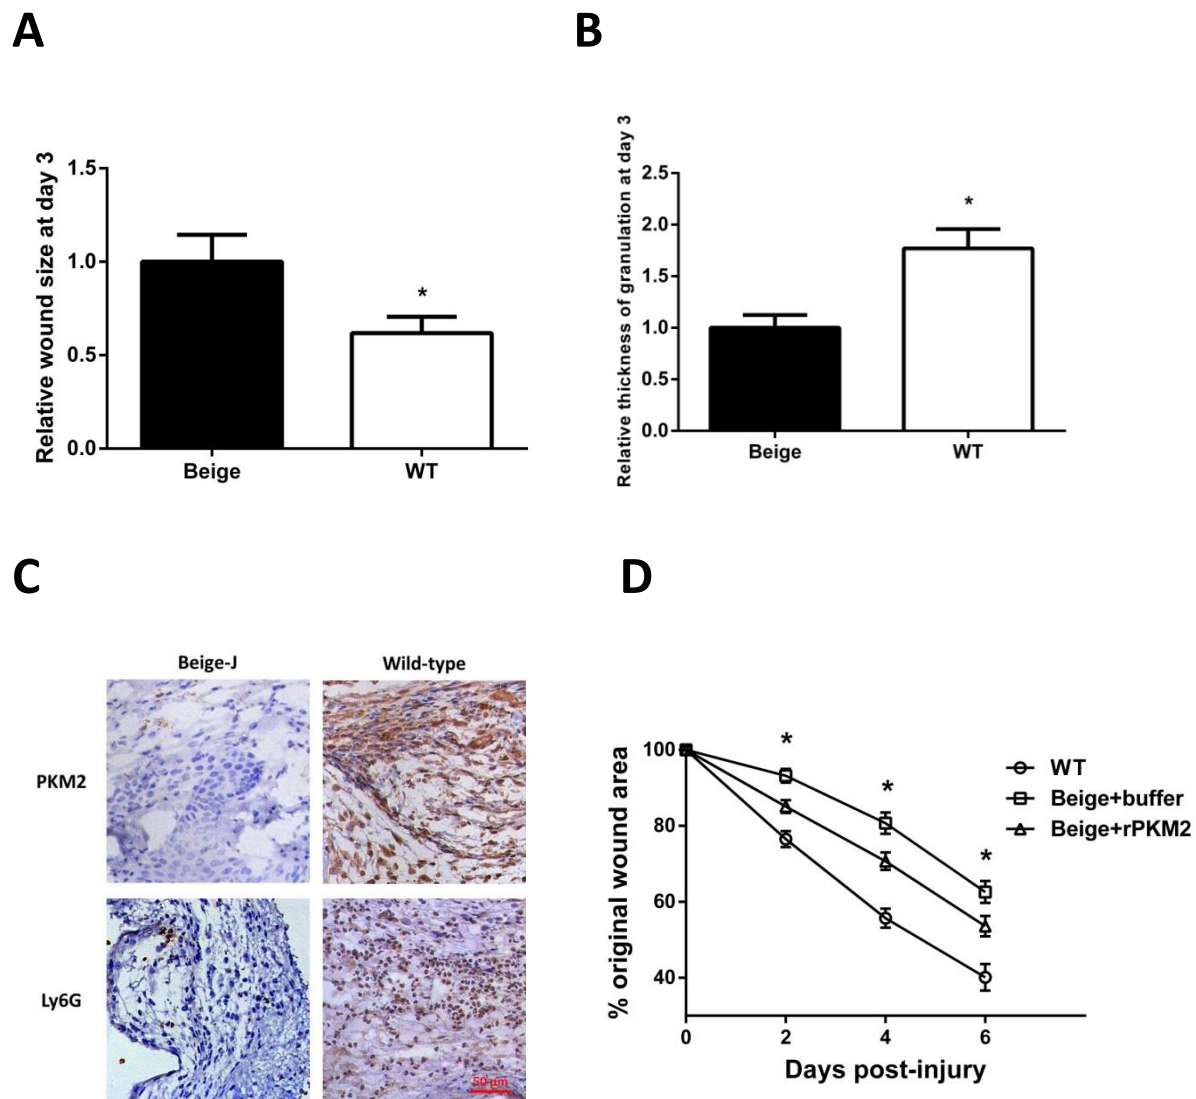 A
Relative wound size at day 3
1.5
1.0
0.5
0.0
*
Beige
WT
B
Relative thickness of granulation at day 3
2.5
2.0
1.5
1.0
0.5
0.0
*
Beige
WT
C
Beige-J
Wild-type
PKM2
Ly6G
50 µm
D
% original wound area
100
80
60
40
*
*
*
WT
Beige+buffer
Beige+rPKM2
0
2
4
6
Days post-injury